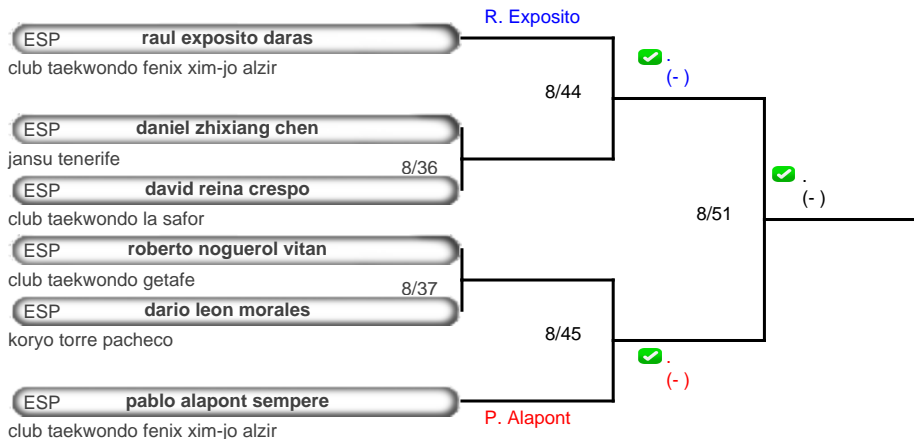 R. Exposito
ESP raul exposito daras
club taekwondo fenix xim-jo alzir
.
(- )
8/44
ESP daniel zhixiang chen
jansu tenerife
8/36
.
(- )
ESP david reina crespo
club taekwondo la safor
8/51
ESP roberto noguerol vitan
club taekwondo getafe
8/37
ESP dario leon morales
koryo torre pacheco
8/45
.
(- )
ESP pablo alapont sempere
P. Alapont
club taekwondo fenix xim-jo alzir